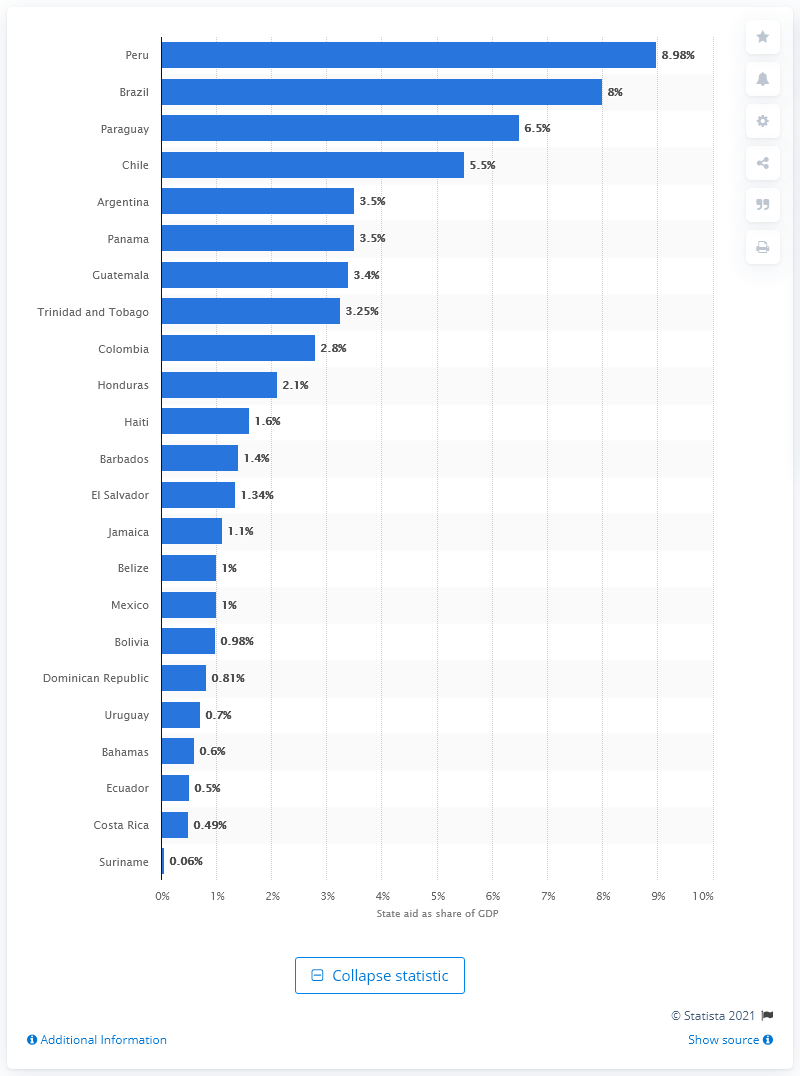 Peru 8.98%
Brazil 8%
Paraguay 6.5%
Chile 5.5%
Argentina 3.5%
Panama 3.5%
Guatemala 3.4%
Trinidad and Tobago 3.25%
Colombia 2.8%
Honduras 2.1%
Haiti 1.6%
Barbados 1.4%
El Salvador 1.34%
Jamaica 1.1%
Belize 1%
Mexico 1%
Bolivia 0.98%
Dominican Republic 0.81%
Uruguay 0.7%
Bahamas 0.6%
Ecuador 0.5%
Costa Rica 0.49%
Suriname 0.06%
0% 1% 2% 3% 4% 5% 6% 7% 8% 9% 10%
State aid as share of GDP
Collapse statistic
© Statista 2021
Additional Information Show source